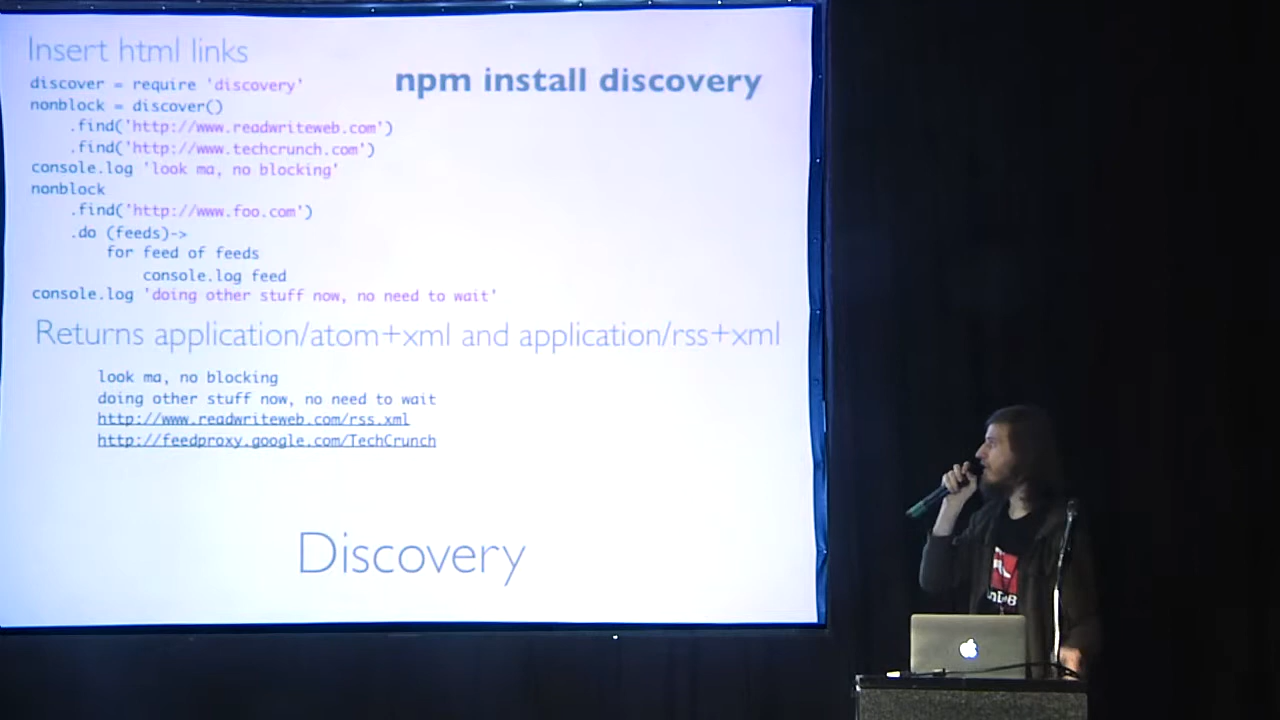 Insert html links
npm install discovery
discover = require 'discovery'
nonblock = discover()
.find('http://www.readwriteweb.com')
.find('http://www.techcrunch.com')
console.log 'look ma, no blocking'
nonblock
.find('http://www.foo.com')
.do (feeds)->
for feed of feeds
console.log feed
console.log 'doing other stuff now, no need to wait'
Returns application/atom+xml and application/rss+xml
look ma, no blocking
doing other stuff now, no need to wait
http://www.readwriteweb.com/rss.xml
http://feedproxy.google.com/TechCrunch
Discovery